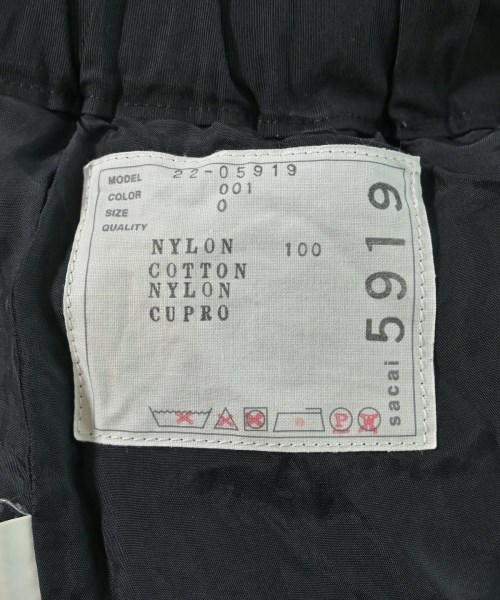 MODEL 22-05919
COLOR 001
SIZE 0
QUALITY
NYLON 100
COTTON
NYLON
CUPRO
P
W
sacai 5919